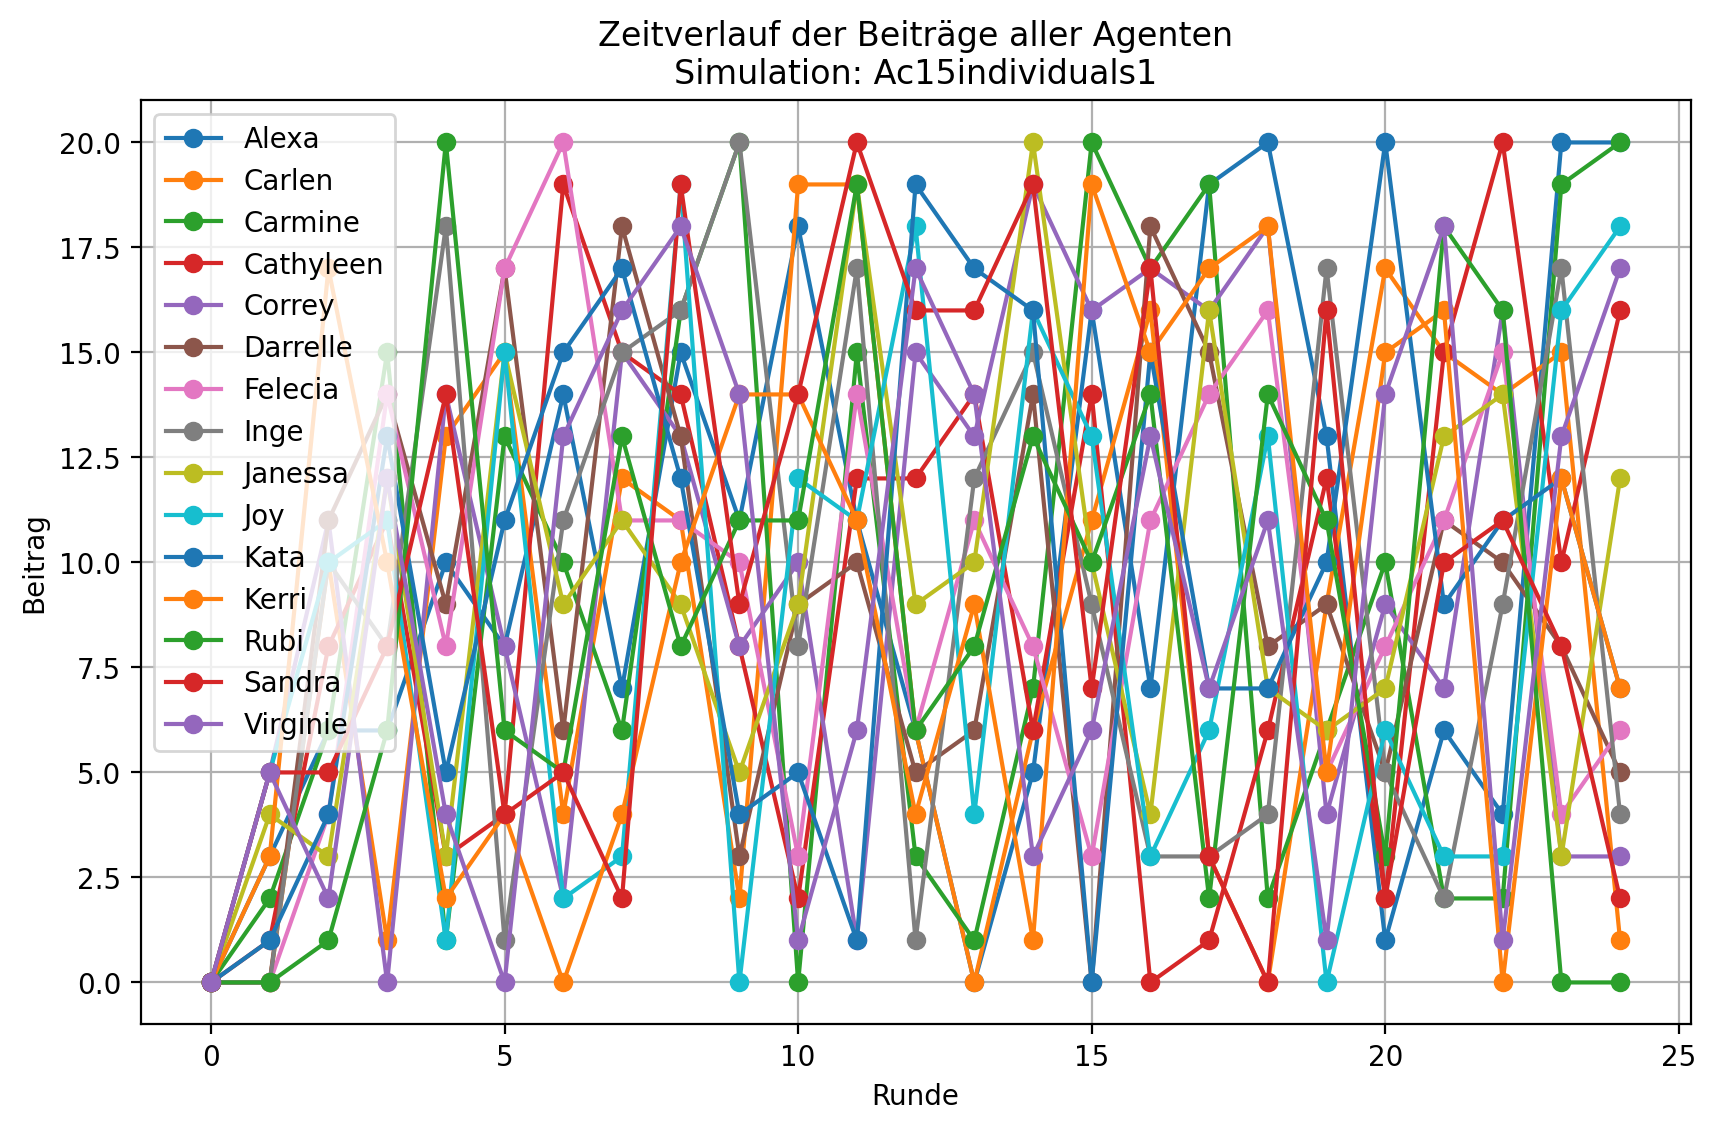 Zeitverlauf der Beiträge aller Agenten
Simulation: Ac15individuals1
Beitrag
20.0
17.5
15.0
12.5
10.0
7.5
5.0
2.5
0.0
Alexa
Carlen
Carmine
Cathyleen
Correy
Darrelle
Felecia
Inge
Janessa
Joy
Kata
Kerri
Rubi
Sandra
Virginie
0 5 10 15 20 25
Runde